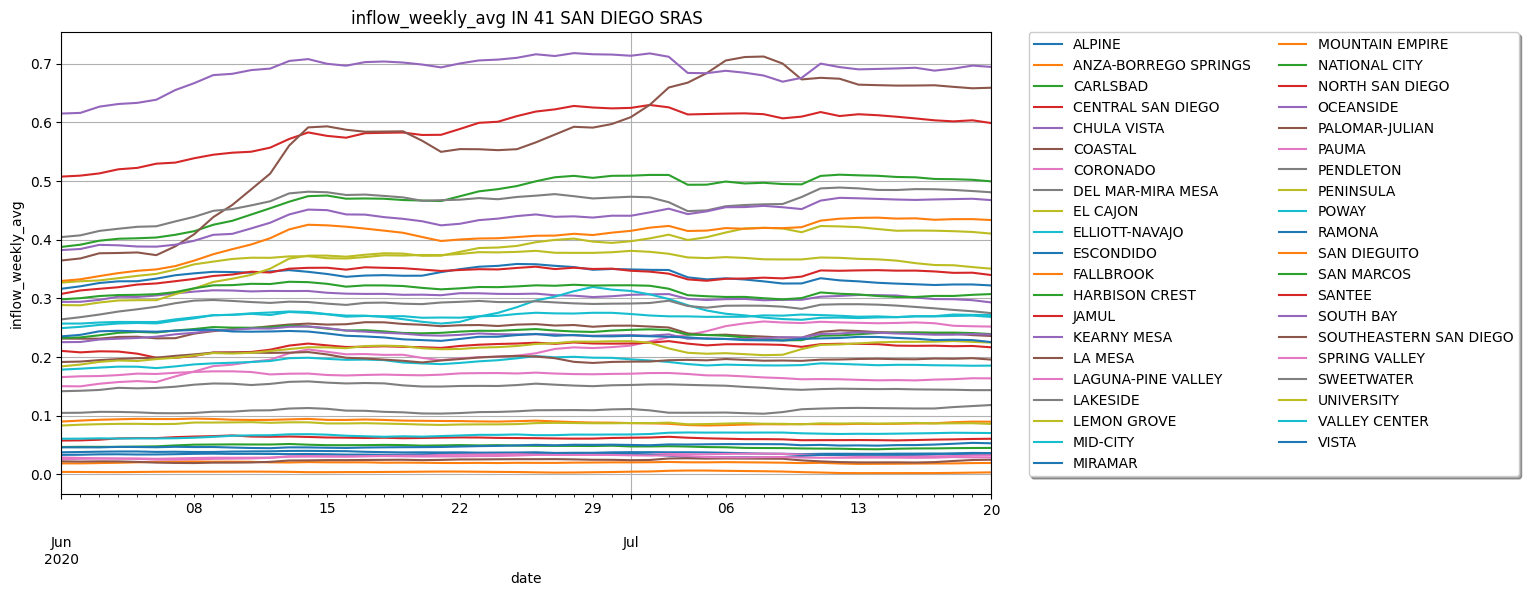 inflow_weekly_avg IN 41 SAN DIEGO SRAS
inflow_weekly_avg
0.7
0.6
0.5
0.4
0.3
0.2
0.1
0.0
08
15
22
29
06
13
20
Jun
2020
Jul
date
ALPINE
ANZA-BORREGO SPRINGS
CARLSBAD
CENTRAL SAN DIEGO
CHULA VISTA
COASTAL
CORONADO
DEL MAR-MIRA MESA
EL CAJON
ELLIOTT-NAVAJO
ESCONDIDO
FALLBROOK
HARBISON CREST
JAMUL
KEARNY MESA
LA MESA
LAGUNA-PINE VALLEY
LAKESIDE
LEMON GROVE
MID-CITY
MIRAMAR
MOUNTAIN EMPIRE
NATIONAL CITY
NORTH SAN DIEGO
OCEANSIDE
PALOMAR-JULIAN
PAUMA
PENDLETON
PENINSULA
POWAY
RAMONA
SAN DIEGUITO
SAN MARCOS
SANTEE
SOUTH BAY
SOUTHEASTERN SAN DIEGO
SPRING VALLEY
SWEETWATER
UNIVERSITY
VALLEY CENTER
VISTA